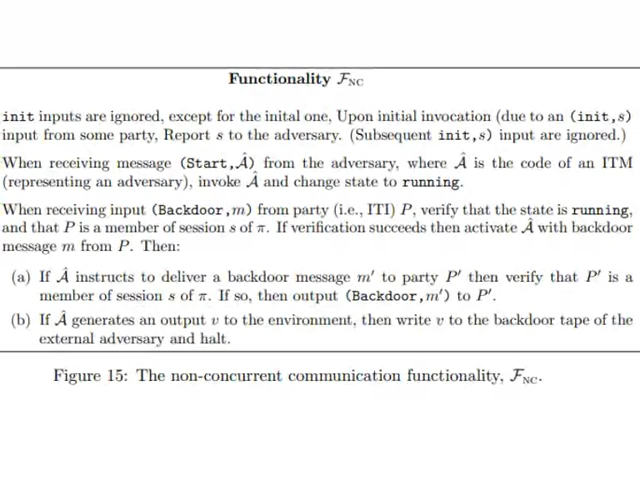 Functionality F_NC
init inputs are ignored, except for the inital one, Upon initial invocation (due to an (init,s)
input from some party, Report s to the adversary. (Subsequent init,s) input are ignored.)
When receiving message (Start,Â) from the adversary, where Â is the code of an ITM
(representing an adversary), invoke Â and change state to running.
When receiving input (Backdoor,m) from party (i.e., ITI) P, verify that the state is running,
and that P is a member of session s of π. If verification succeeds then activate Â with backdoor
message m from P. Then:
(a) If Â instructs to deliver a backdoor message m′ to party P′ then verify that P′ is a
member of session s of π. If so, then output (Backdoor,m′) to P′.
(b) If Â generates an output v to the environment, then write v to the backdoor tape of the
external adversary and halt.
Figure 15: The non-concurrent communication functionality, F_NC.